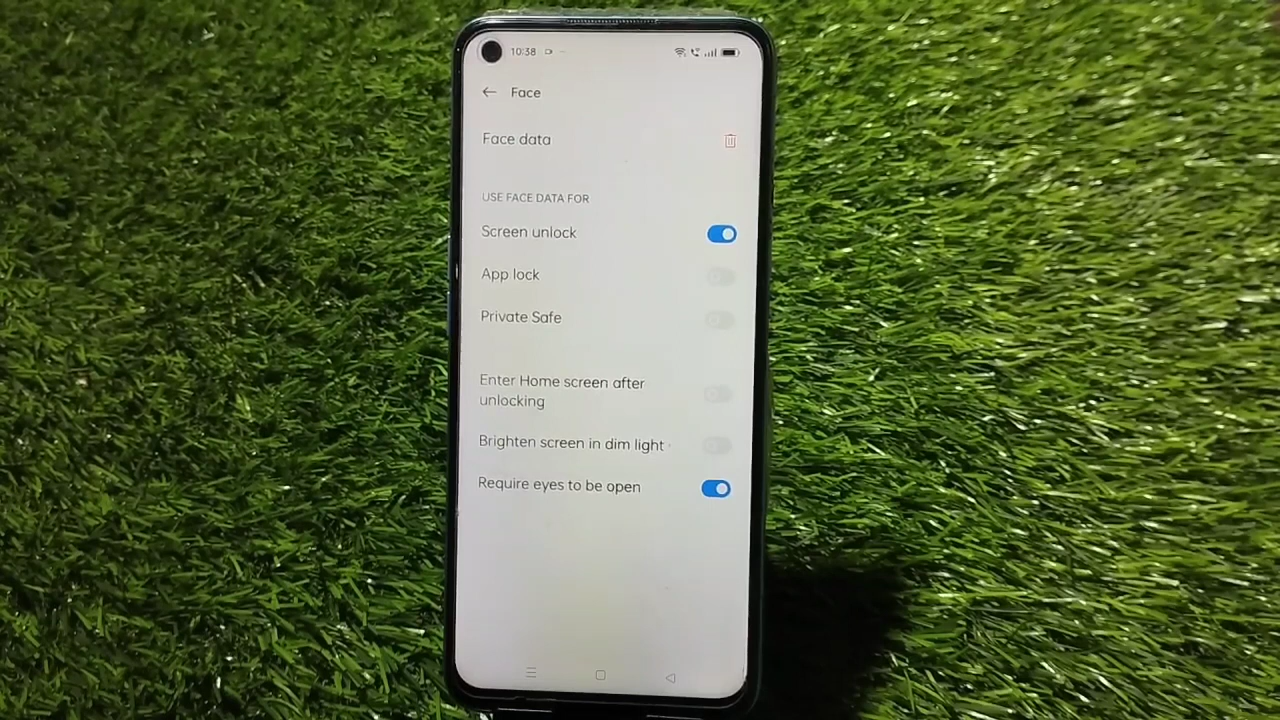 10:38
Face
Face data
USE FACE DATA FOR
Screen unlock
App lock
Private Safe
Enter Home screen after
unlocking
Brighten screen in dim light
Require eyes to be open